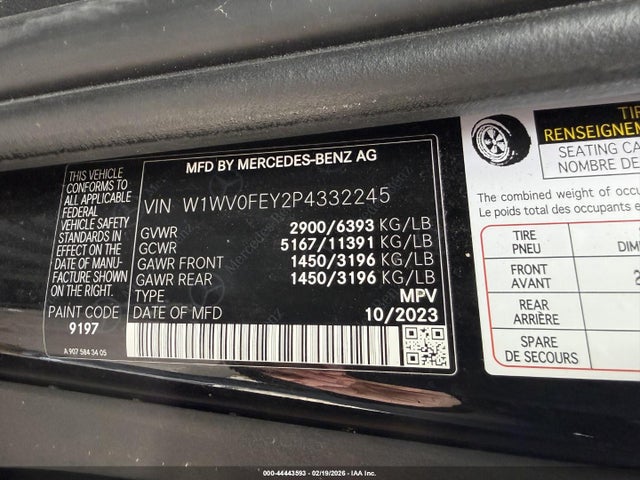 MFD BY MERCEDES-BENZ AG
THIS VEHICLE
CONFORMS TO
ALL APPLICABLE
FEDERAL
VEHICLE SAFETY
STANDARDS IN
EFFECT ON THE
DATE OF MANU-
FACTURE SHOWN
ON THE RIGHT.
PAINT CODE
9197
VIN W1WV0FEY2P4332245
GVWR 2900/6393 KG/LB
GCWR 5167/11391 KG/LB
GAWR FRONT 1450/3196 KG/LB
GAWR REAR 1450/3196 KG/LB
TYPE MPV
DATE OF MFD 10/2023
A 907 584 34 05
RENSEIGNEM
SEATING CA
NOMBRE DE
The combined weight of occu
Le poids total des occupants e
TIRE
PNEU
DIM
FRONT
AVANT
2
REAR
ARRIÈRE
SPARE
DE SECOURS
000-44443593 - 02/19/2026 - IAA Inc.